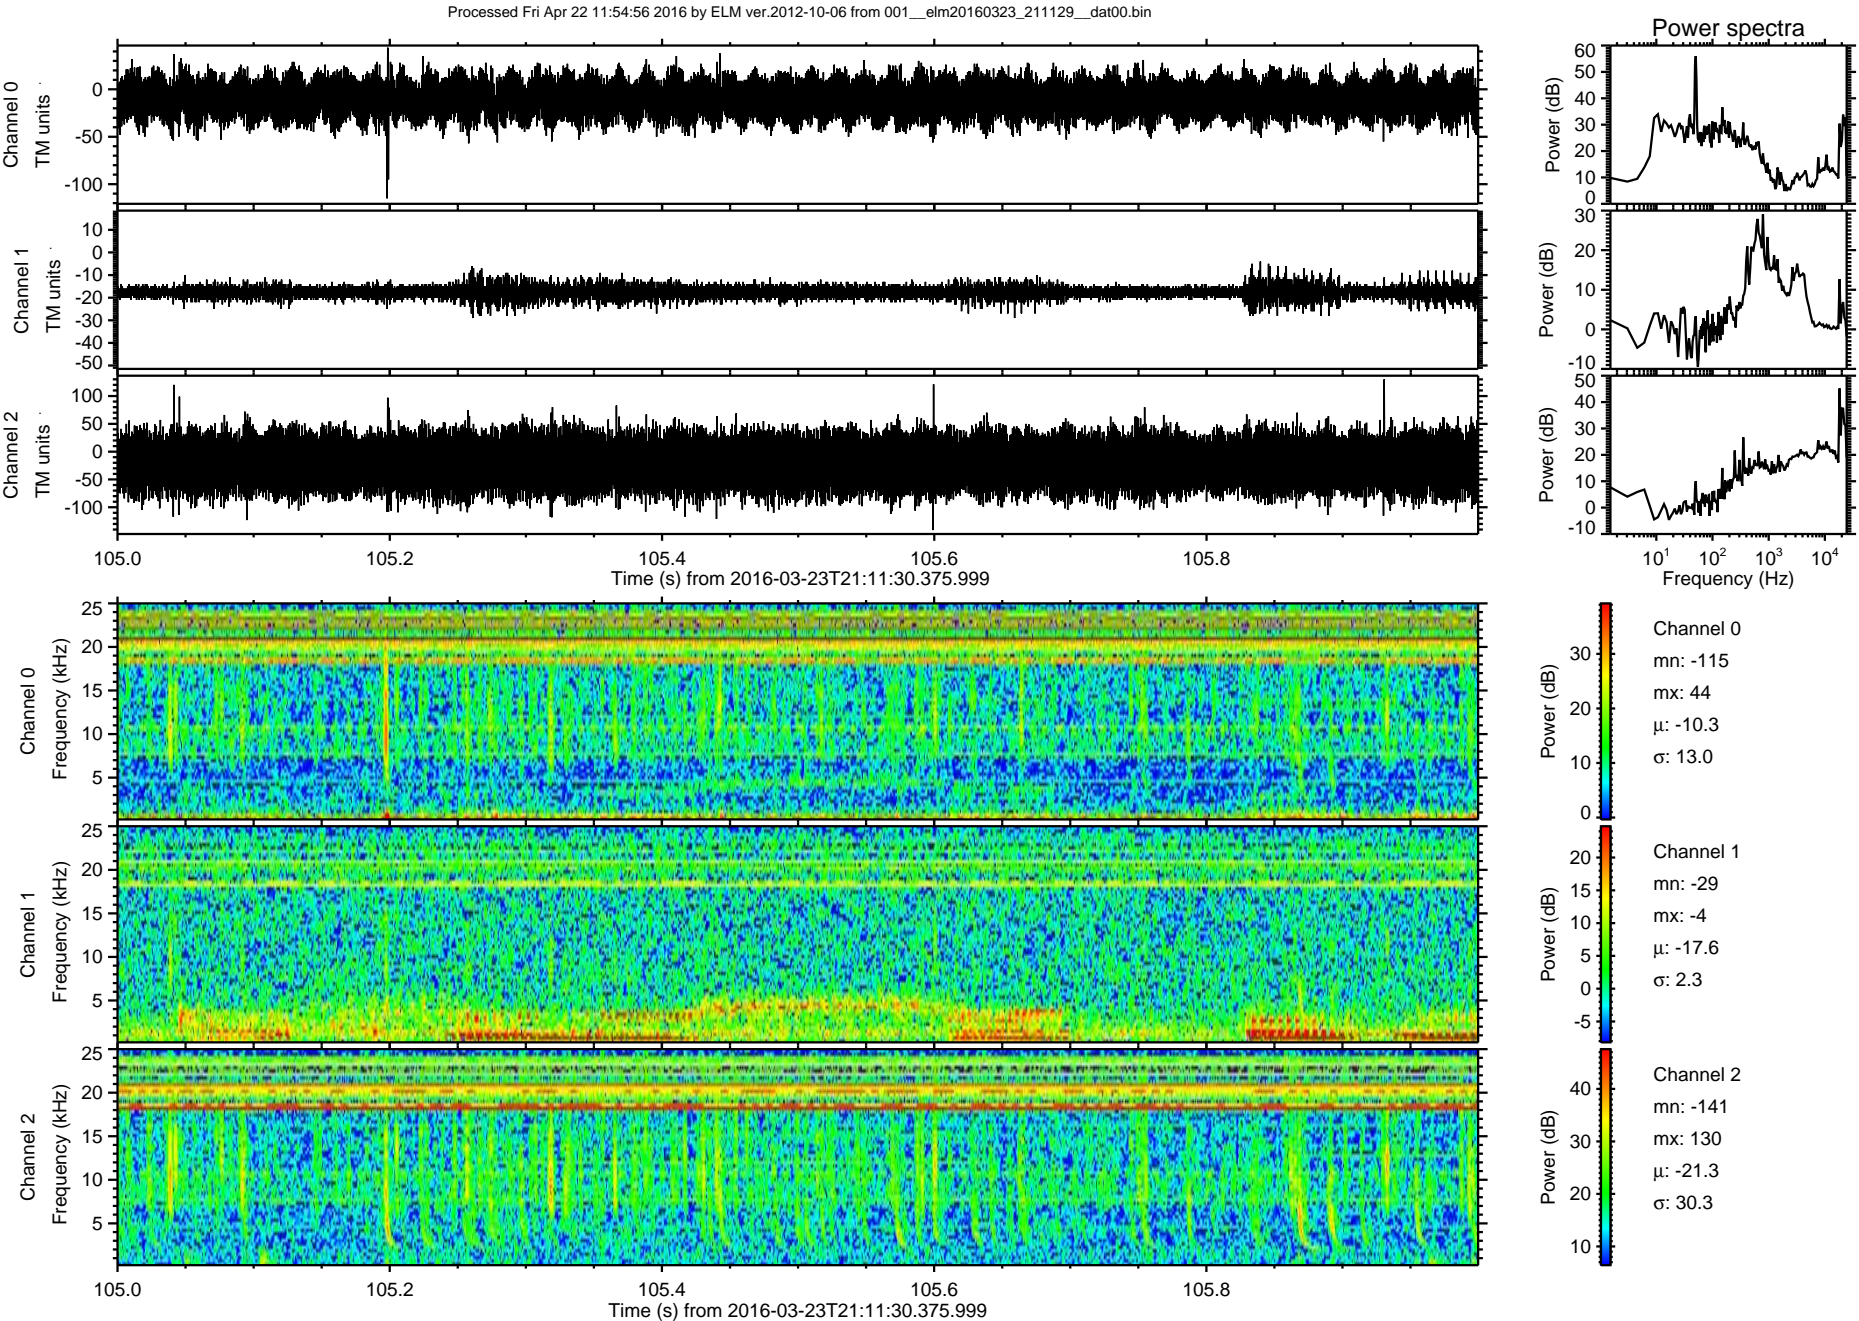 Processed Fri Apr 22 11:54:56 2016 by ELM ver.2012-10-06 from 001__elm20160323_211129__dat00.bin
Power spectra
Channel 0
TM units
0
-50
-100
Power (dB)
60
50
40
30
20
10
0
Channel 1
TM units
10
0
-10
-20
-30
-40
-50
Power (dB)
30
20
10
0
-10
Channel 2
TM units
100
50
0
-50
-100
Power (dB)
50
40
30
20
10
0
-10
105.0 105.2 105.4 105.6 105.8
Time (s) from 2016-03-23T21:11:30.375.999
10¹ 10² 10³ 10⁴
Frequency (Hz)
Channel 0
Frequency (kHz)
25
20
15
10
5
Power (dB)
30
20
10
0
Channel 0
mn: -115
mx: 44
μ: -10.3
σ: 13.0
Channel 1
Frequency (kHz)
25
20
15
10
5
Power (dB)
20
15
10
5
0
-5
Channel 1
mn: -29
mx: -4
μ: -17.6
σ: 2.3
Channel 2
Frequency (kHz)
25
20
15
10
5
Power (dB)
40
30
20
10
Channel 2
mn: -141
mx: 130
μ: -21.3
σ: 30.3
105.0 105.2 105.4 105.6 105.8
Time (s) from 2016-03-23T21:11:30.375.999